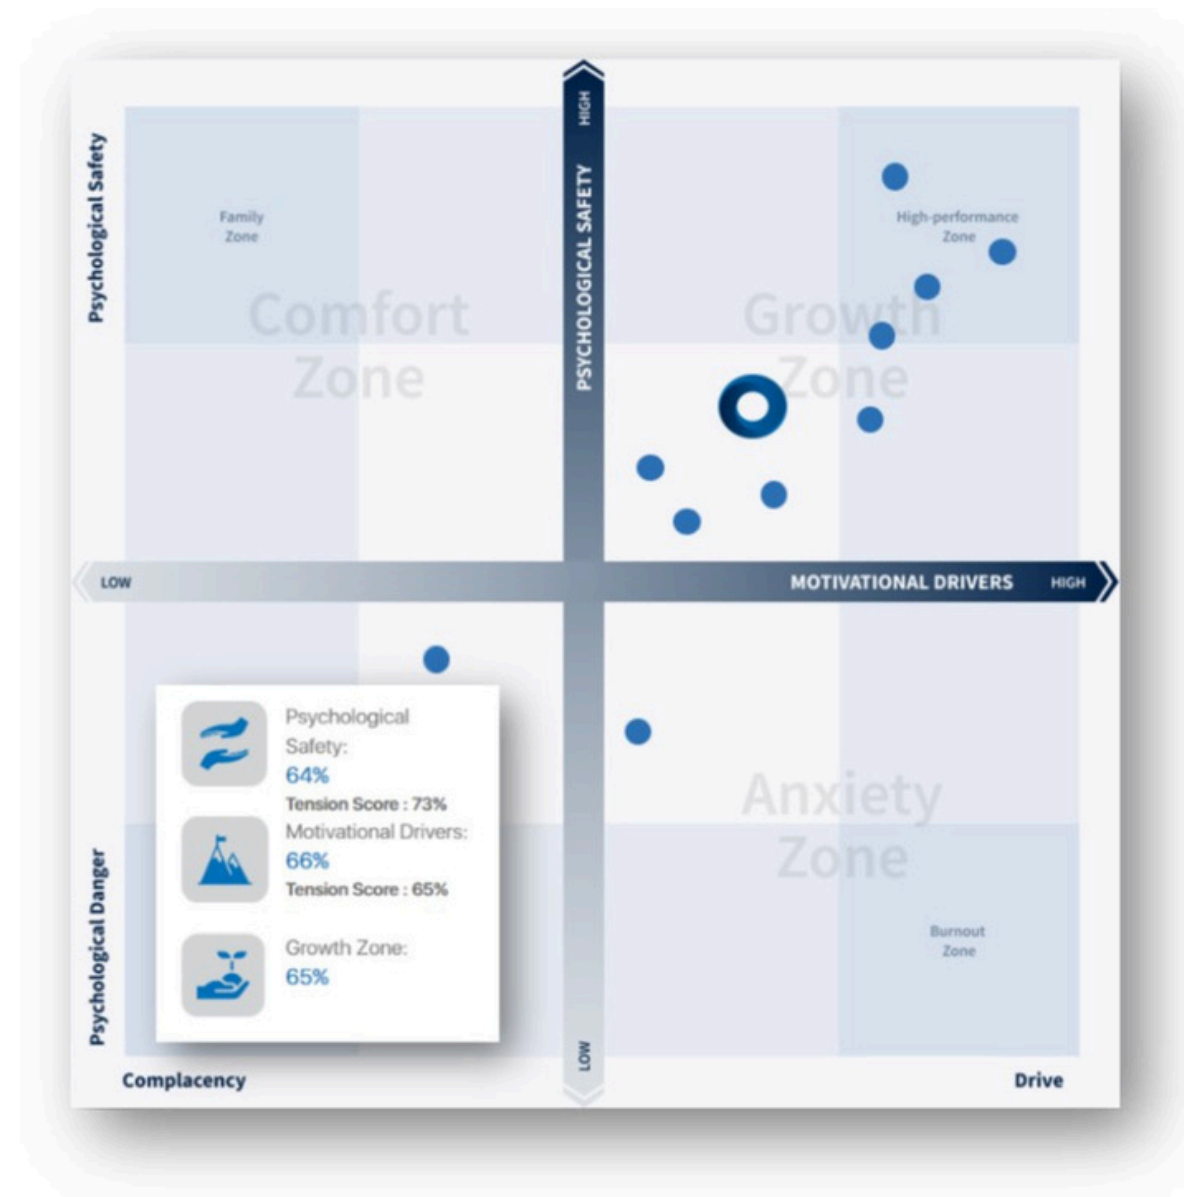 HIGH
PSYCHOLOGICAL SAFETY
Psychological Safety
Family
Zone
High-performance
Zone
Comfort
Zone
Growth
Zone
LOW
MOTIVATIONAL DRIVERS HIGH
Psychological
Safety:
64%
Tension Score : 73%
Motivational Drivers:
66%
Tension Score : 65%
Growth Zone:
65%
Anxiety
Zone
Burnout
Zone
Psychological Danger
LOW
Complacency
Drive